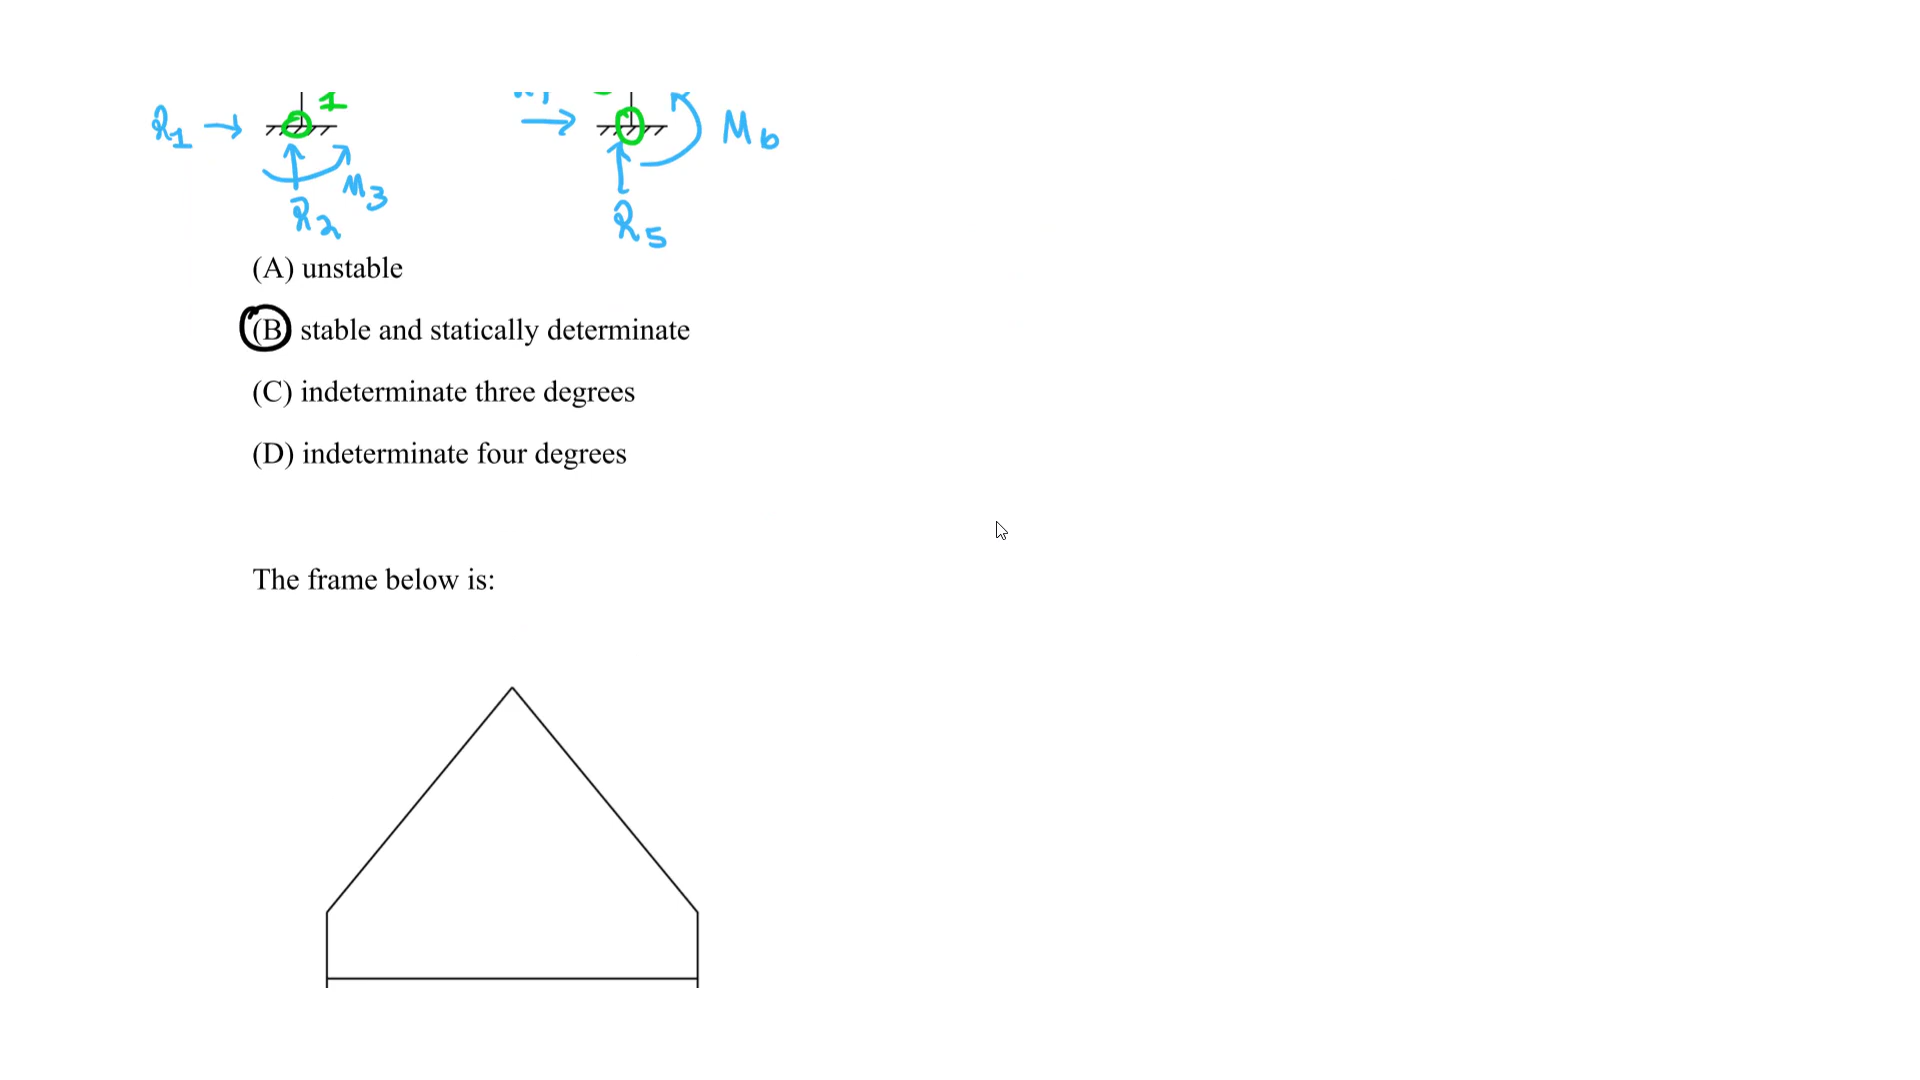 1
R1 → M6
M3
R2 R5
(A) unstable
(B) stable and statically determinate
(C) indeterminate three degrees
(D) indeterminate four degrees
The frame below is: